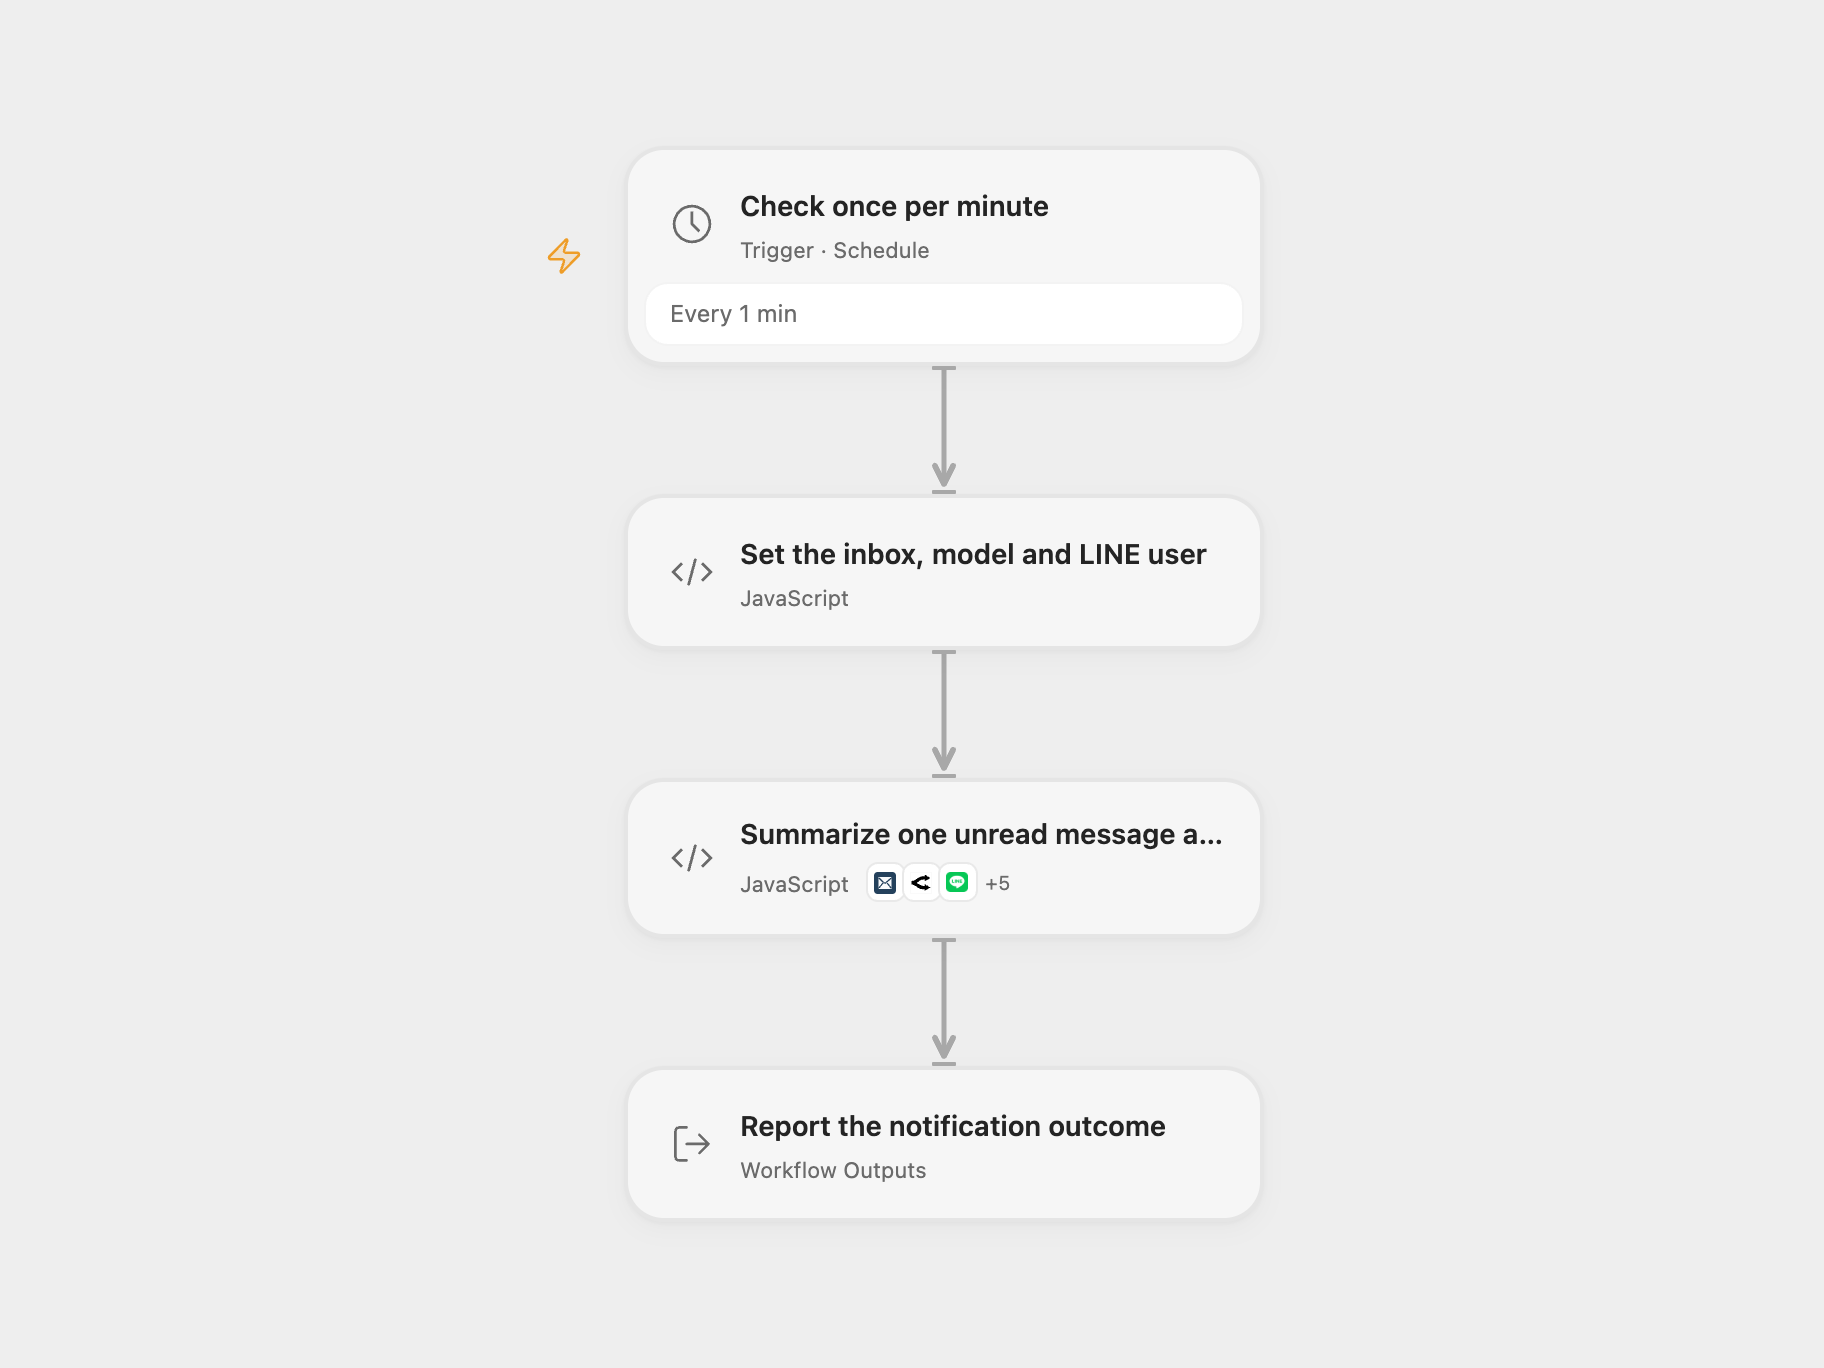 Check once per minute
Trigger · Schedule
Every 1 min
Set the inbox, model and LINE user
JavaScript
Summarize one unread message a...
JavaScript
LINE
+5
Report the notification outcome
Workflow Outputs